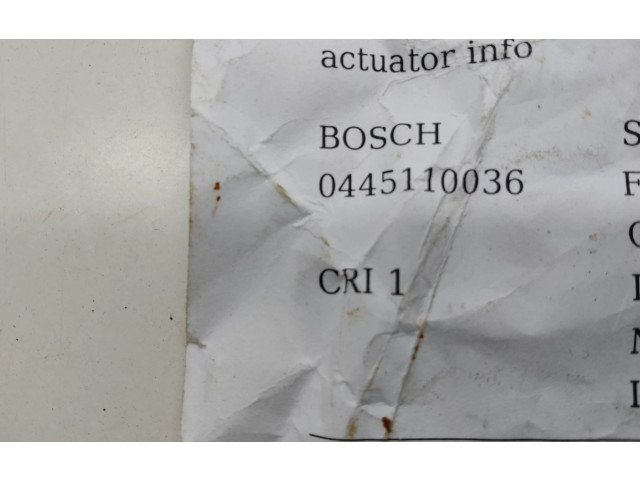 actuator info
BOSCH
0445110036
CRI 1